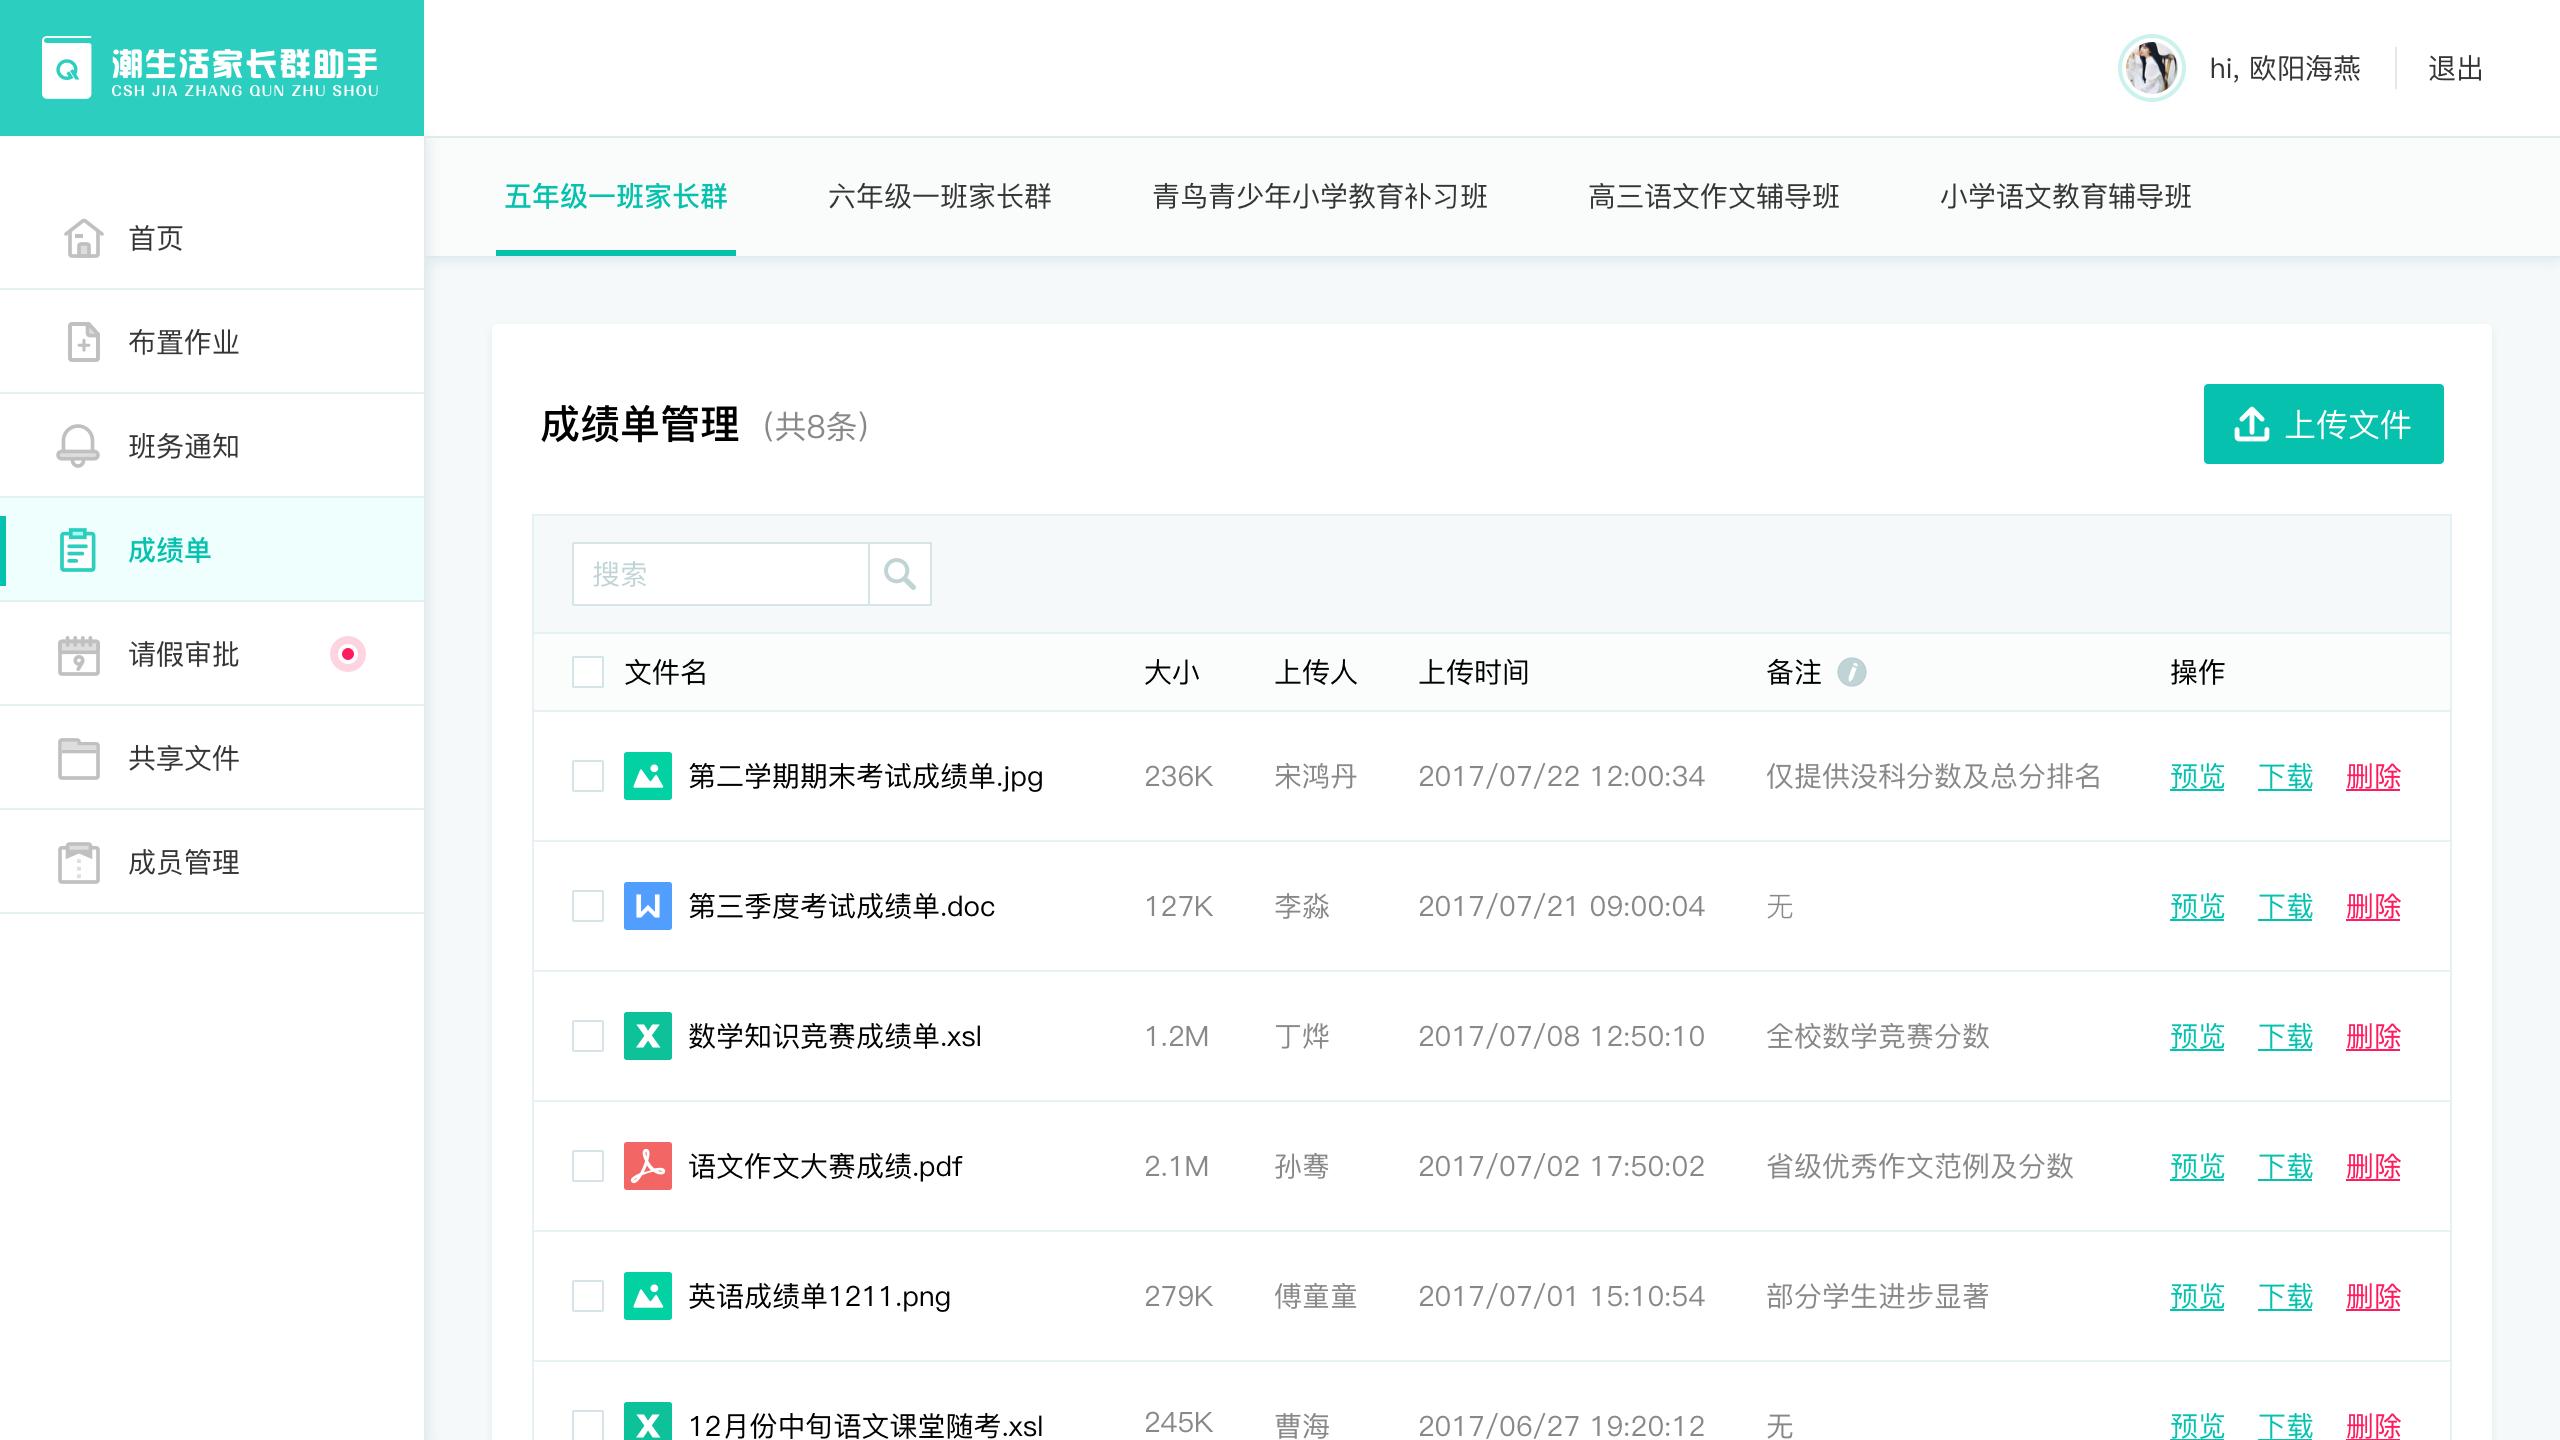 潮生活家长群助手
CSH JIA ZHANG QUN ZHU SHOU
hi, 欧阳海燕 退出
首页
布置作业
班务通知
成绩单
请假审批
共享文件
成员管理
五年级一班家长群 六年级一班家长群 青鸟青少年小学教育补习班 高三语文作文辅导班 小学语文教育辅导班
成绩单管理 (共8条) 上传文件
搜索
文件名 大小 上传人 上传时间 备注 操作
第二学期期末考试成绩单.jpg 236K 宋鸿丹 2017/07/22 12:00:34 仅提供没科分数及总分排名 预览 下载 删除
第三季度考试成绩单.doc 127K 李淼 2017/07/21 09:00:04 无 预览 下载 删除
数学知识竞赛成绩单.xsl 1.2M 丁烨 2017/07/08 12:50:10 全校数学竞赛分数 预览 下载 删除
语文作文大赛成绩.pdf 2.1M 孙骞 2017/07/02 17:50:02 省级优秀作文范例及分数 预览 下载 删除
英语成绩单1211.png 279K 傅童童 2017/07/01 15:10:54 部分学生进步显著 预览 下载 删除
12月份中旬语文课堂随考.xsl 245K 曹海 2017/06/27 19:20:12 无 预览 下载 删除